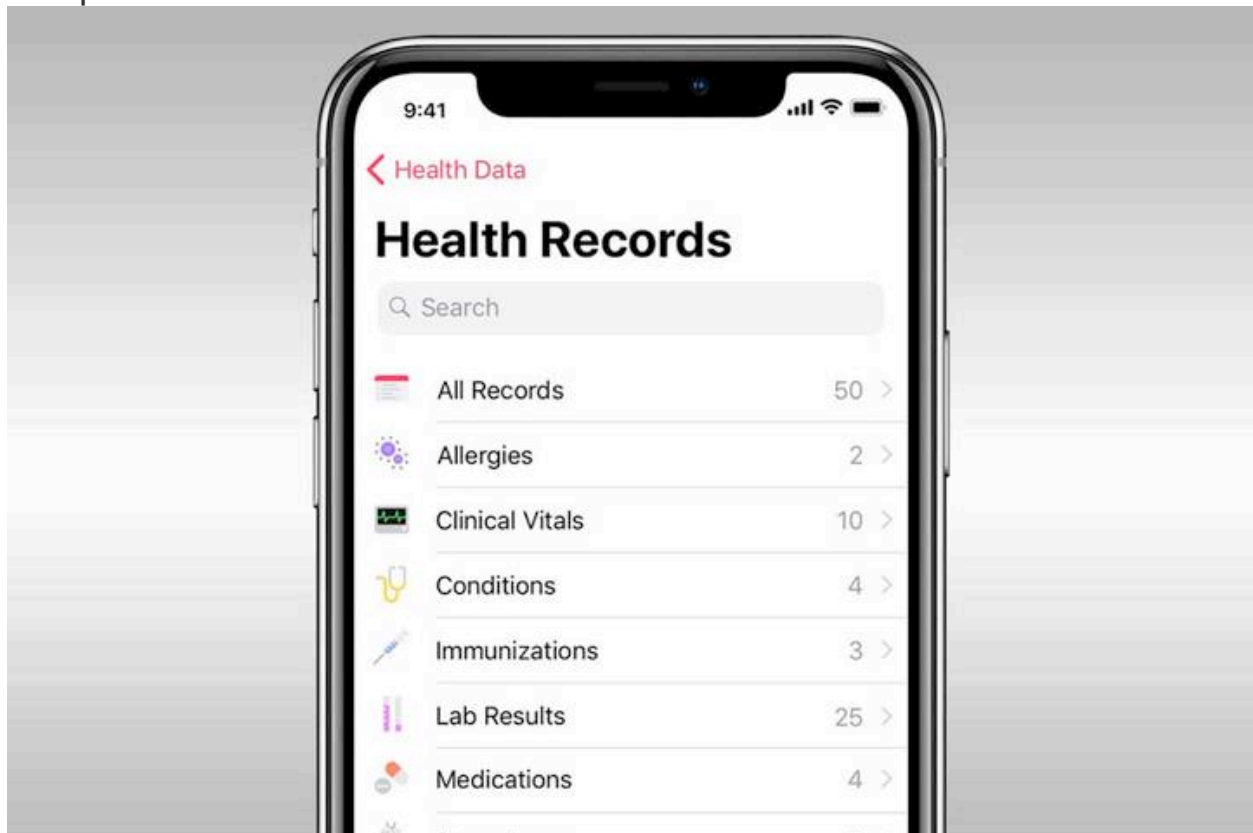 9:41
Health Data
Health Records
Search
All Records 50
Allergies 2
Clinical Vitals 10
Conditions 4
Immunizations 3
Lab Results 25
Medications 4